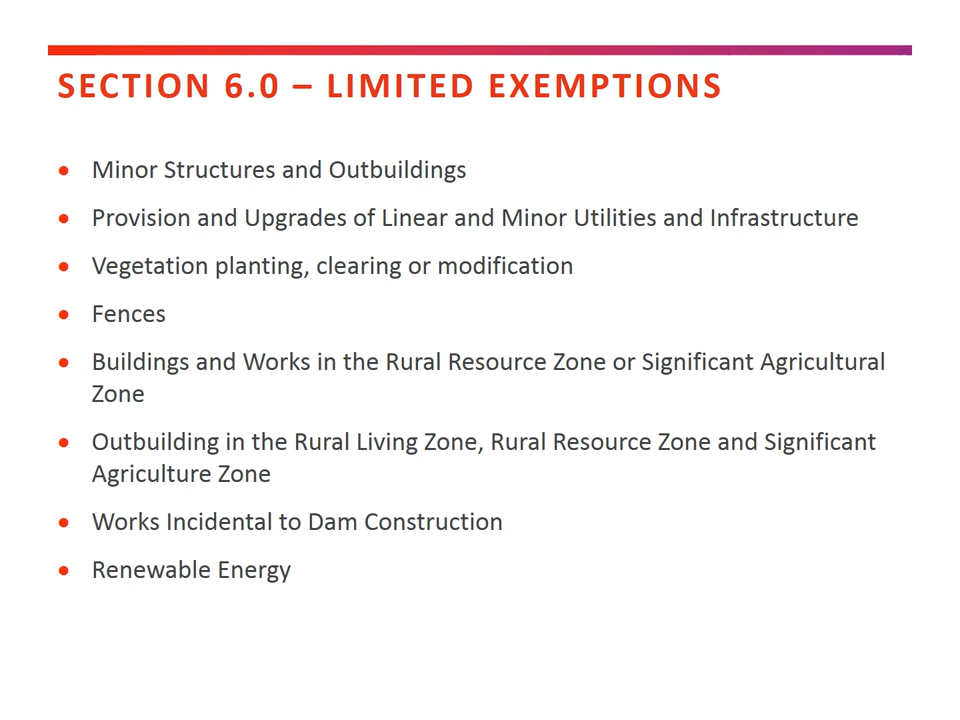 SECTION 6.0 – LIMITED EXEMPTIONS
• Minor Structures and Outbuildings
• Provision and Upgrades of Linear and Minor Utilities and Infrastructure
• Vegetation planting, clearing or modification
• Fences
• Buildings and Works in the Rural Resource Zone or Significant Agricultural
Zone
• Outbuilding in the Rural Living Zone, Rural Resource Zone and Significant
Agriculture Zone
• Works Incidental to Dam Construction
• Renewable Energy